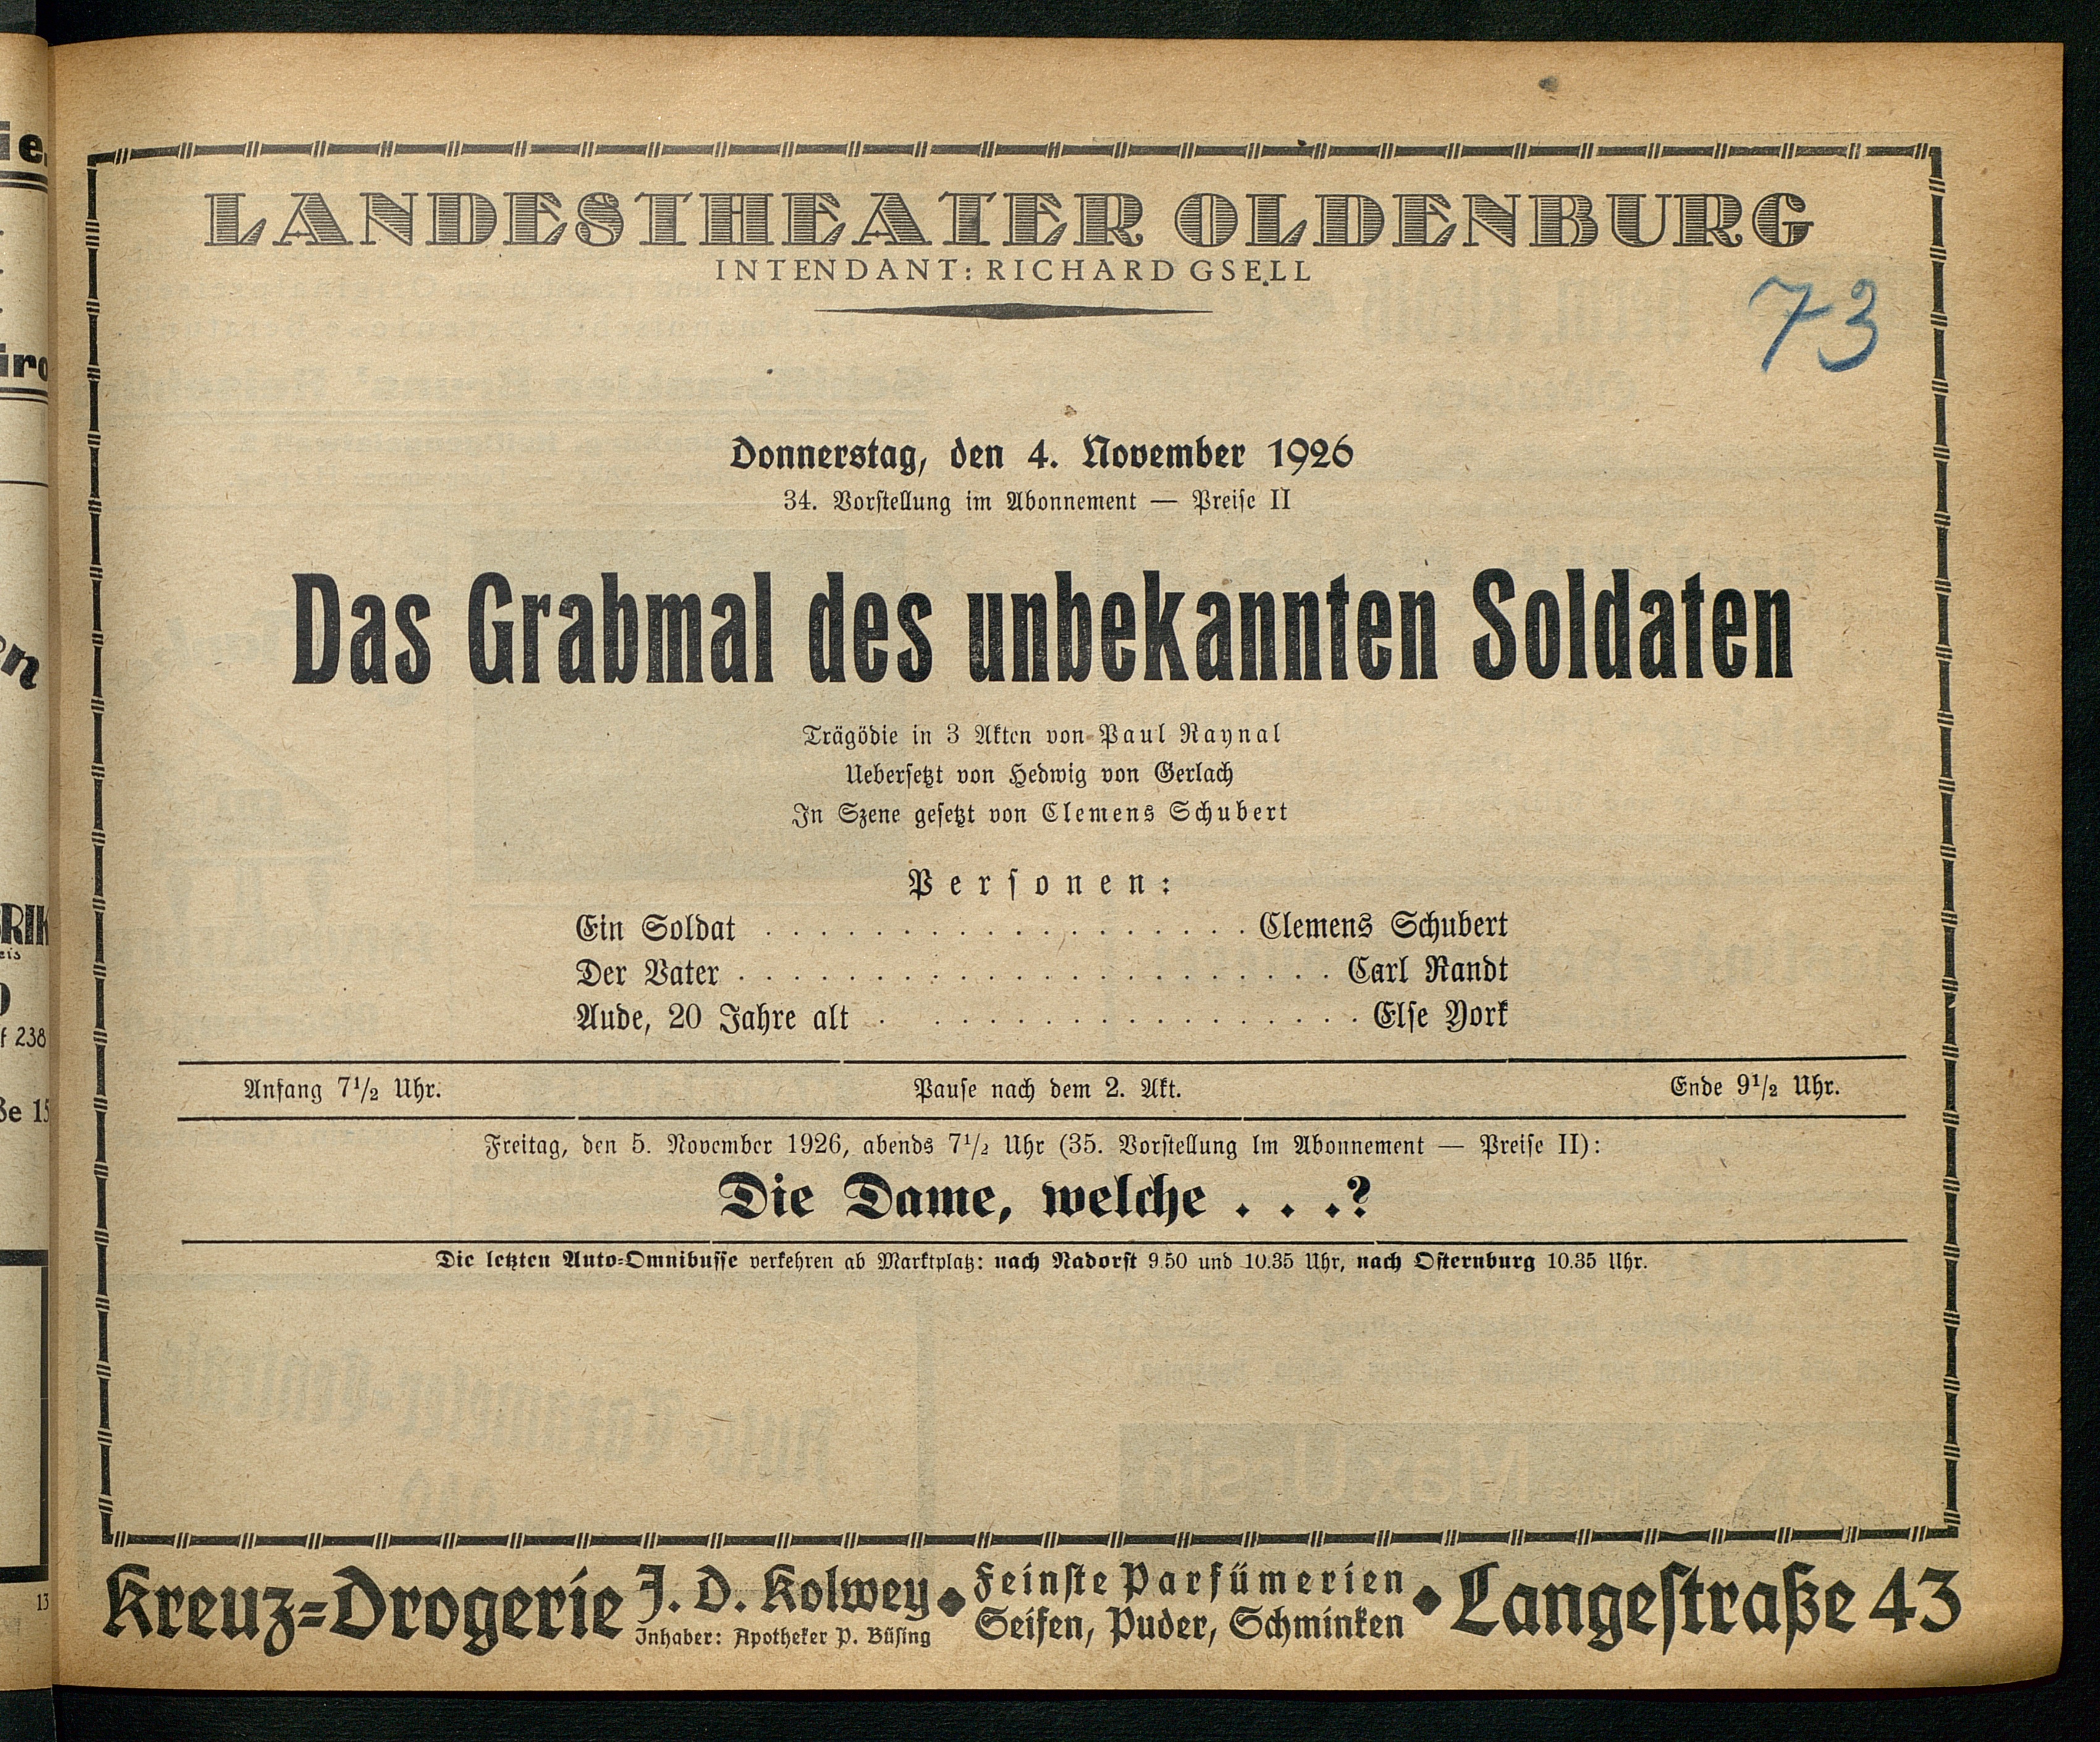 LANDESTHEATER OLDENBURG
INTENDANT: RICHARD GSELL
73
Donnerstag, den 4. November 1926
34. Vorstellung im Abonnement — Preise II
Das Grabmal des unbekannten Soldaten
Trägödie in 3 Akten von Paul Raynal
Uebersetzt von Hedwig von Gerlach
In Szene gesetzt von Clemens Schubert
Personen:
Ein Soldat . . . . . . . . . . . . . . . . . . Clemens Schubert
Der Vater . . . . . . . . . . . . . . . . . . . . . . Carl Randt
Aude, 20 Jahre alt . . . . . . . . . . . . . . . . . Else York
Anfang 7½ Uhr. Pause nach dem 2. Akt. Ende 9½ Uhr.
Freitag, den 5. November 1926, abends 7½ Uhr (35. Vorstellung lm Abonnement — Preise II):
Die Dame, welche . . .?
Die letzten Auto-Omnibusse verkehren ab Marktplatz: nach Nadorst 9.50 und 10.35 Uhr, nach Osternburg 10.35 Uhr.
Kreuz-Drogerie J. D. Kolwey ◆ Feinste Parfümerien ◆ Langestraße 43
Inhaber: Apotheker P. Büsing Seifen, Puder, Schminken